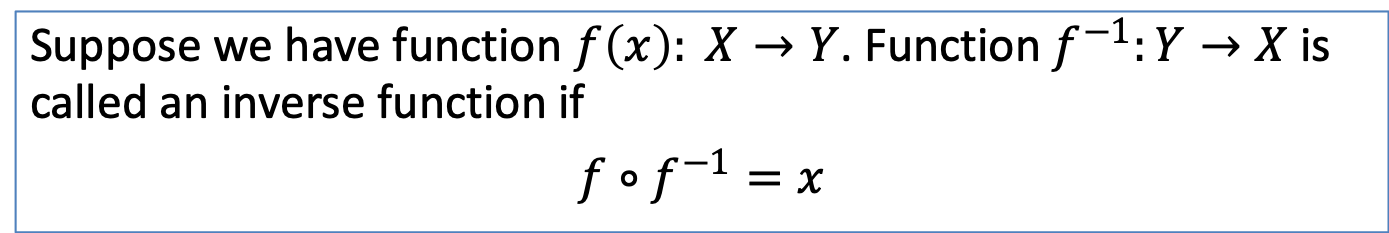 Suppose we have function f(x): X → Y. Function f⁻¹: Y → X is
called an inverse function if
f ∘ f⁻¹ = x